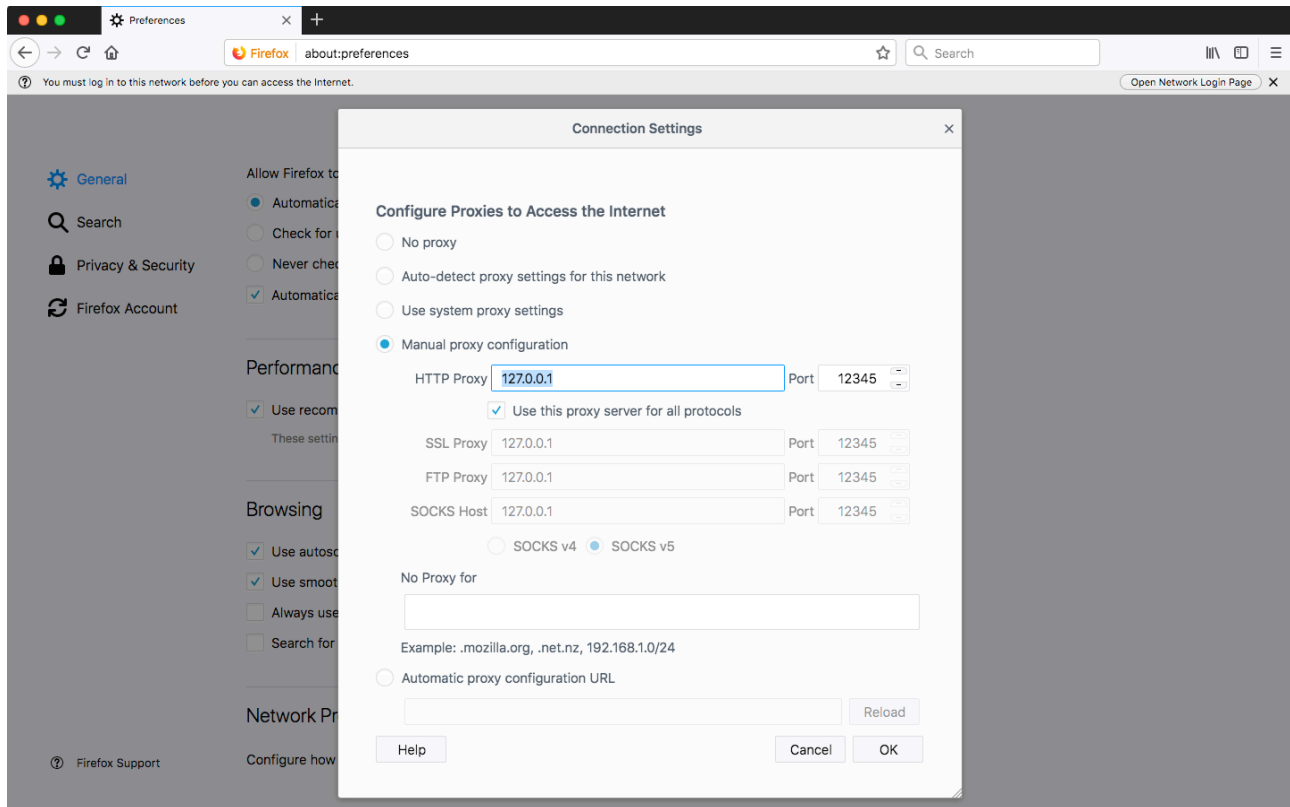 Preferences
Firefox about:preferences Search
You must log in to this network before you can access the Internet. Open Network Login Page
Connection Settings
General
Search
Privacy & Security
Firefox Account
Firefox Support
Allow Firefox to
Automatica
Check for
Never chec
Automatica
Performanc
Use recom
These settin
Browsing
Use autosc
Use smoot
Always use
Search for
Network Pr
Configure how
Configure Proxies to Access the Internet
No proxy
Auto-detect proxy settings for this network
Use system proxy settings
Manual proxy configuration
HTTP Proxy 127.0.0.1 Port 12345
Use this proxy server for all protocols
SSL Proxy 127.0.0.1 Port 12345
FTP Proxy 127.0.0.1 Port 12345
SOCKS Host 127.0.0.1 Port 12345
SOCKS v4 SOCKS v5
No Proxy for
Example: .mozilla.org, .net.nz, 192.168.1.0/24
Automatic proxy configuration URL
Reload
Help Cancel OK